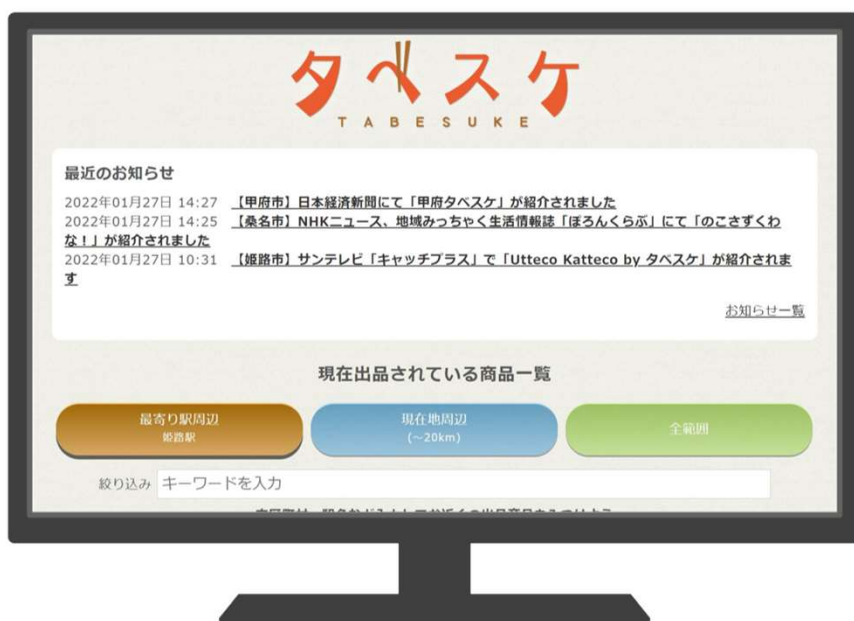 タベスケ
TABESUKE
最近のお知らせ
2022年01月27日 14:27 【甲府市】日本経済新聞にて「甲府タベスケ」が紹介されました
2022年01月27日 14:25 【桑名市】NHKニュース、地域みっちゃく生活情報誌「ぽろんくらぶ」にて「のこさずくわ
な！」が紹介されました
2022年01月27日 10:31 【姫路市】サンテレビ「キャッチプラス」で「Utteco Katteco by タベスケ」が紹介されま
す
お知らせ一覧
現在出品されている商品一覧
最寄り駅周辺
姫路駅
現在地周辺
(～20km)
全範囲
絞り込み キーワードを入力